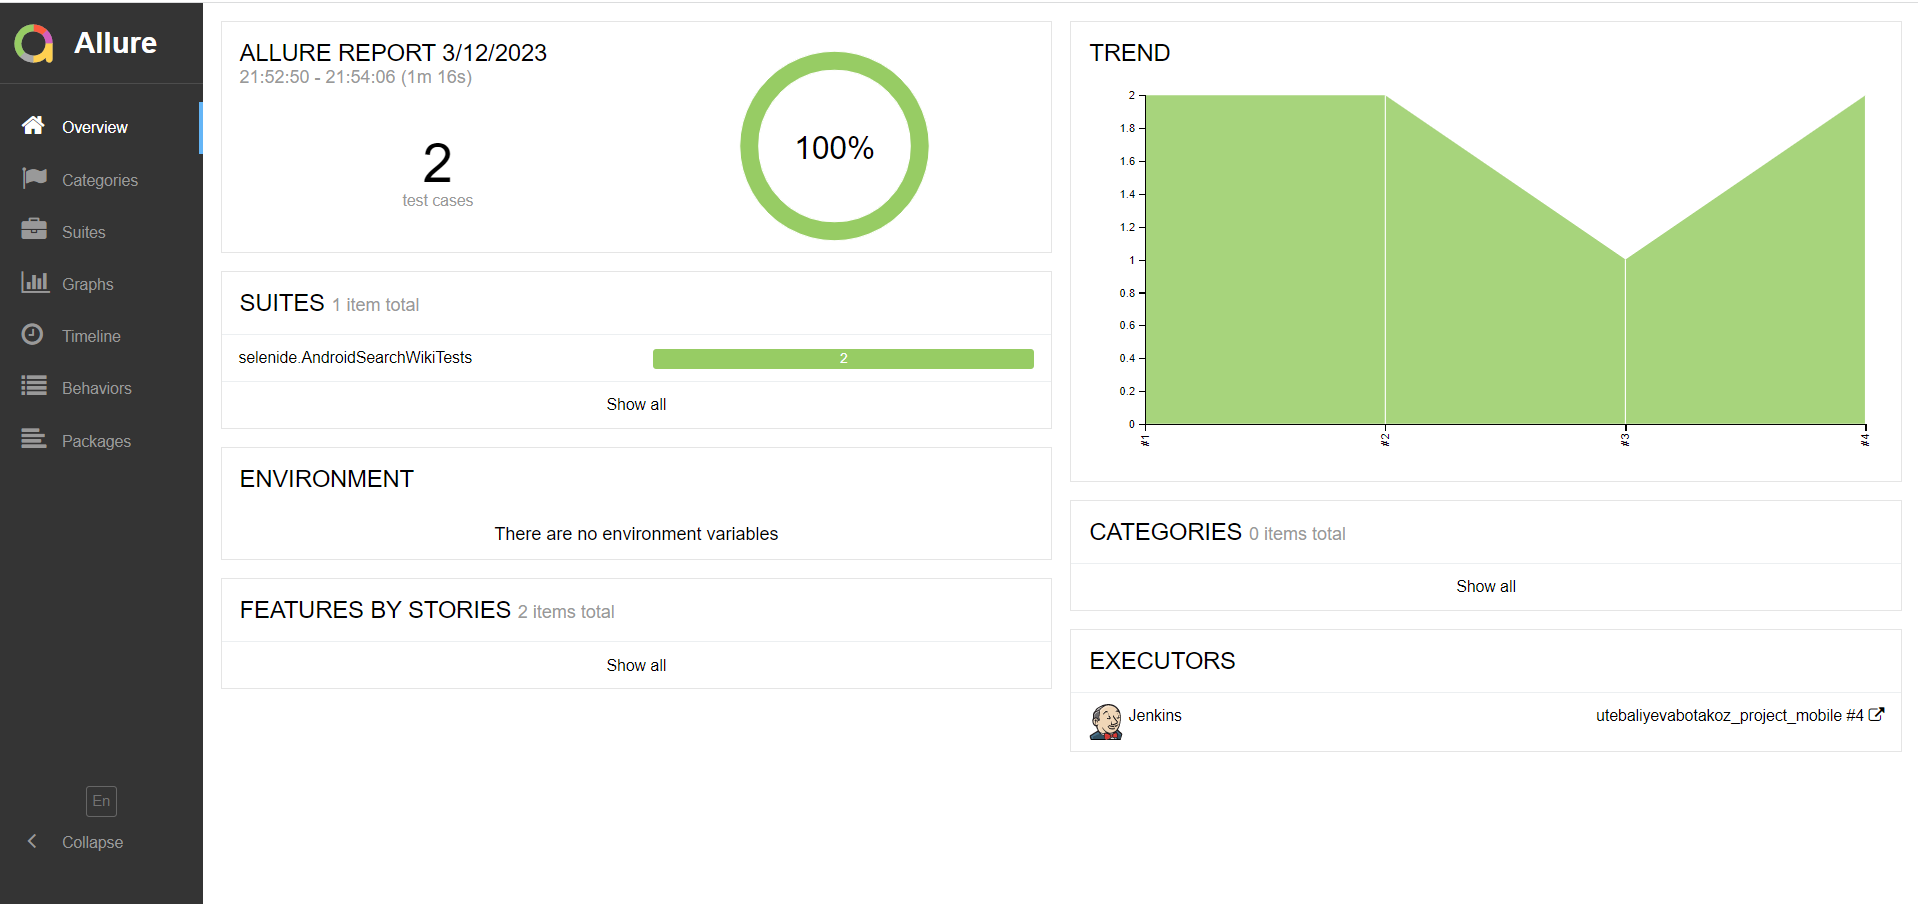 Allure
Overview
Categories
Suites
Graphs
Timeline
Behaviors
Packages
En
Collapse
ALLURE REPORT 3/12/2023
21:52:50 - 21:54:06 (1m 16s)
2
test cases
100%
SUITES 1 item total
selenide.AndroidSearchWikiTests 2
Show all
ENVIRONMENT
There are no environment variables
FEATURES BY STORIES 2 items total
Show all
TREND
2
1.8
1.6
1.4
1.2
1
0.8
0.6
0.4
0.2
0
#1 #2 #3 #4
CATEGORIES 0 items total
Show all
EXECUTORS
Jenkins utebaliyevabotakoz_project_mobile #4